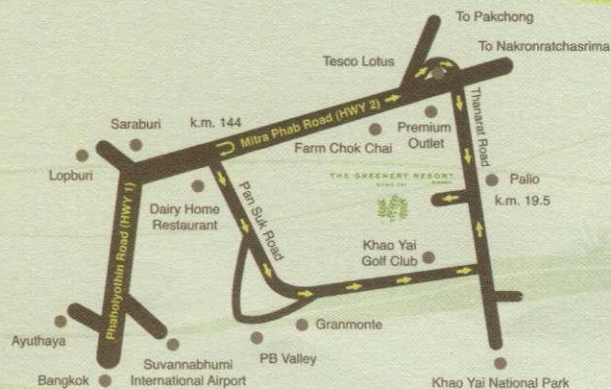 To Pakchong
To Nakronratchasrima
Tesco Lotus
Mitra Phab Road (HWY 2)
k.m. 144
Saraburi
Lopburi
Farm Chok Chai
Premium
Outlet
Thanarat Road
THE GREENERY RESORT
Palio
k.m. 19.5
Dairy Home
Restaurant
Pan Suk Road
Phaholyothin Road (HWY 1)
Khao Yai
Golf Club
Granmonte
PB Valley
Ayuthaya
Suvannabhumi
International Airport
Bangkok
Khao Yai National Park